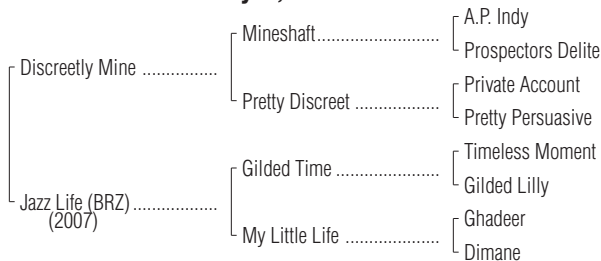 A.P. Indy
Mineshaft....................
Prospectors Delite
Discreetly Mine ................
Private Account
Pretty Discreet ....................
Pretty Persuasive
Timeless Moment
Gilded Time ..................
Gilded Lilly
Jazz Life (BRZ) ..................
(2007)
Ghadeer
My Little Life ..................
Dimane